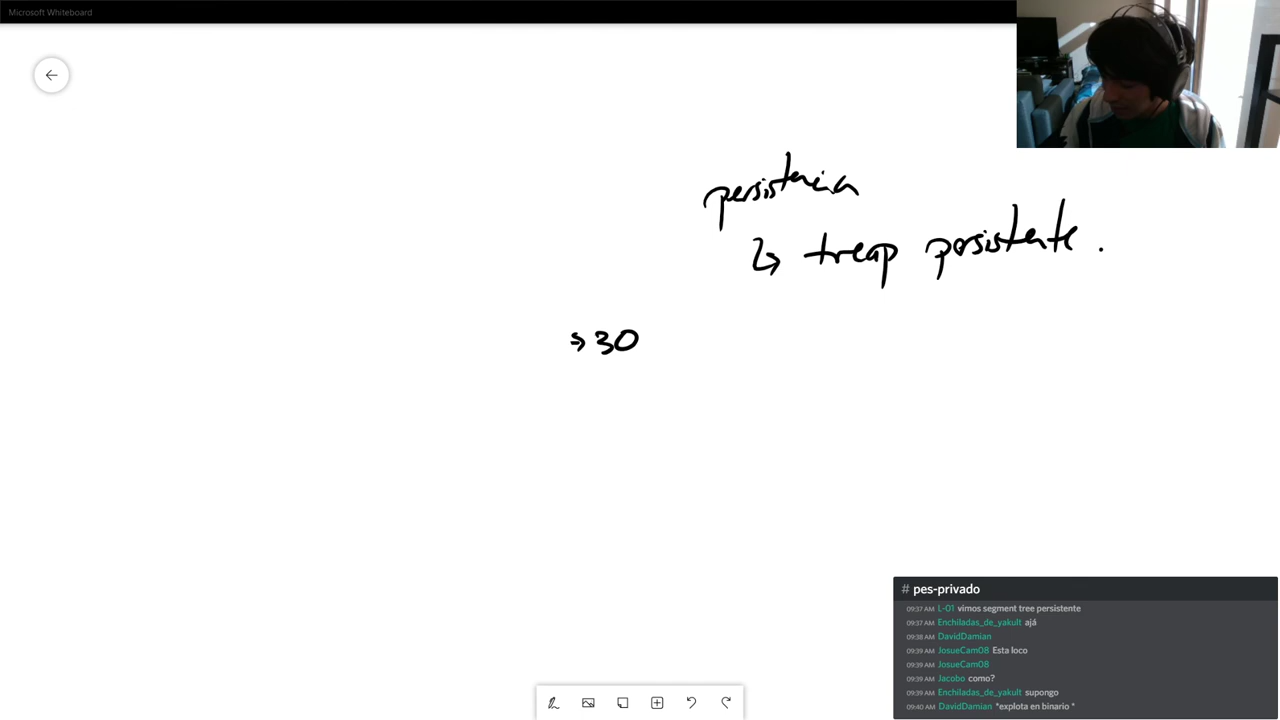 Microsoft Whiteboard
persistencia
↳ treap persistente.
→ 30
# pes-privado
09:37 AM L-01 vimos segment tree persistente
09:37 AM Enchiladas_de_yakult ajá
09:38 AM DavidDamian
09:39 AM JosueCam08 Esta loco
09:39 AM JosueCam08
09:39 AM Jacobo como?
09:39 AM Enchiladas_de_yakult supongo
09:40 AM DavidDamian *explota en binario *